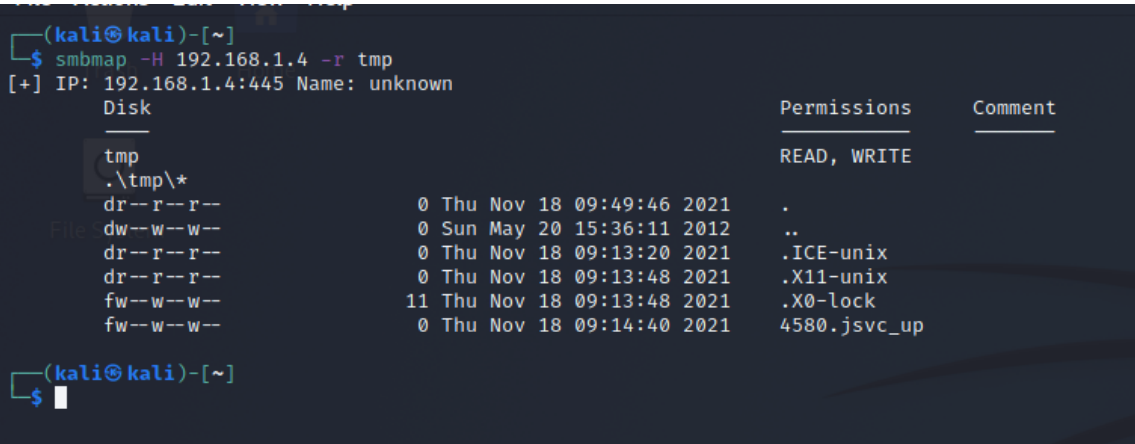 ┌──(kali㉿kali)-[~]
└─$ smbmap -H 192.168.1.4 -r tmp
[+] IP: 192.168.1.4:445 Name: unknown
Disk Permissions Comment
---- ----------- -------
tmp READ, WRITE
.\tmp\*
dr--r--r-- 0 Thu Nov 18 09:49:46 2021 .
dw--w--w-- 0 Sun May 20 15:36:11 2012 ..
dr--r--r-- 0 Thu Nov 18 09:13:20 2021 .ICE-unix
dr--r--r-- 0 Thu Nov 18 09:13:48 2021 .X11-unix
fw--w--w-- 11 Thu Nov 18 09:13:48 2021 .X0-lock
fw--w--w-- 0 Thu Nov 18 09:14:40 2021 4580.jsvc_up
┌──(kali㉿kali)-[~]
└─$